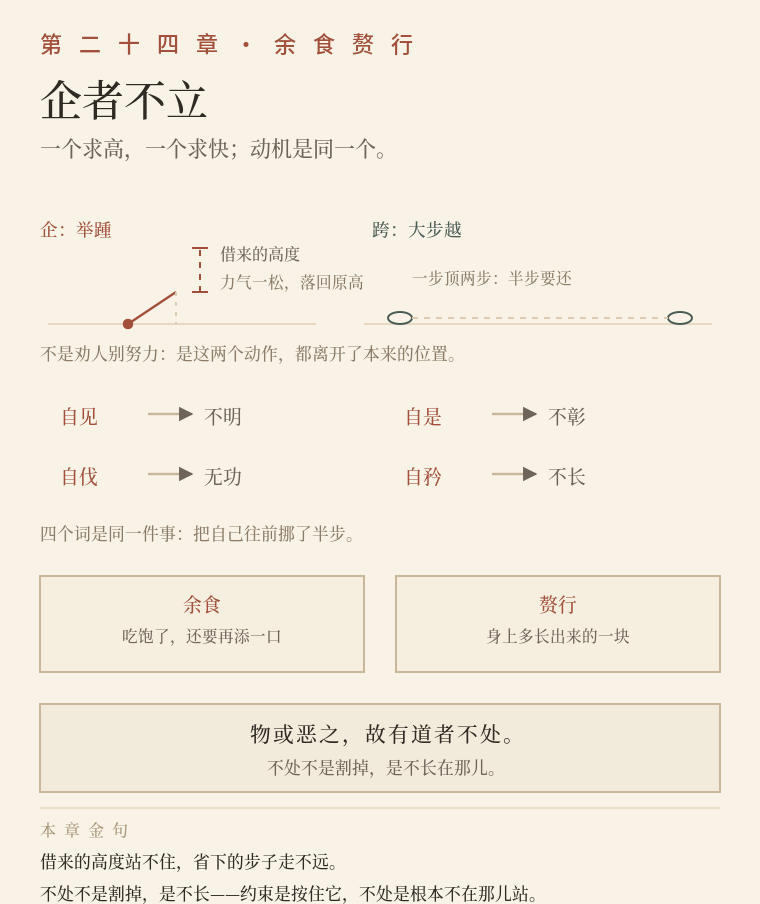 第二十四章·余食赘行
企者不立
一个求高，一个求快；动机是同一个。
企：举踵
跨：大步越
借来的高度
力气一松，落回原高
一步顶两步：半步要还
不是劝人别努力：是这两个动作，都离开了本来的位置。
自见 不明
自是 不彰
自伐 无功
自矜 不长
四个词是同一件事：把自己往前挪了半步。
余食
吃饱了，还要再添一口
赘行
身上多长出来的一块
物或恶之，故有道者不处。
不处不是割掉，是不长在那儿。
本章金句
借来的高度站不住，省下的步子走不远。
不处不是割掉，是不长——约束是按住它，不处是根本不在那儿站。